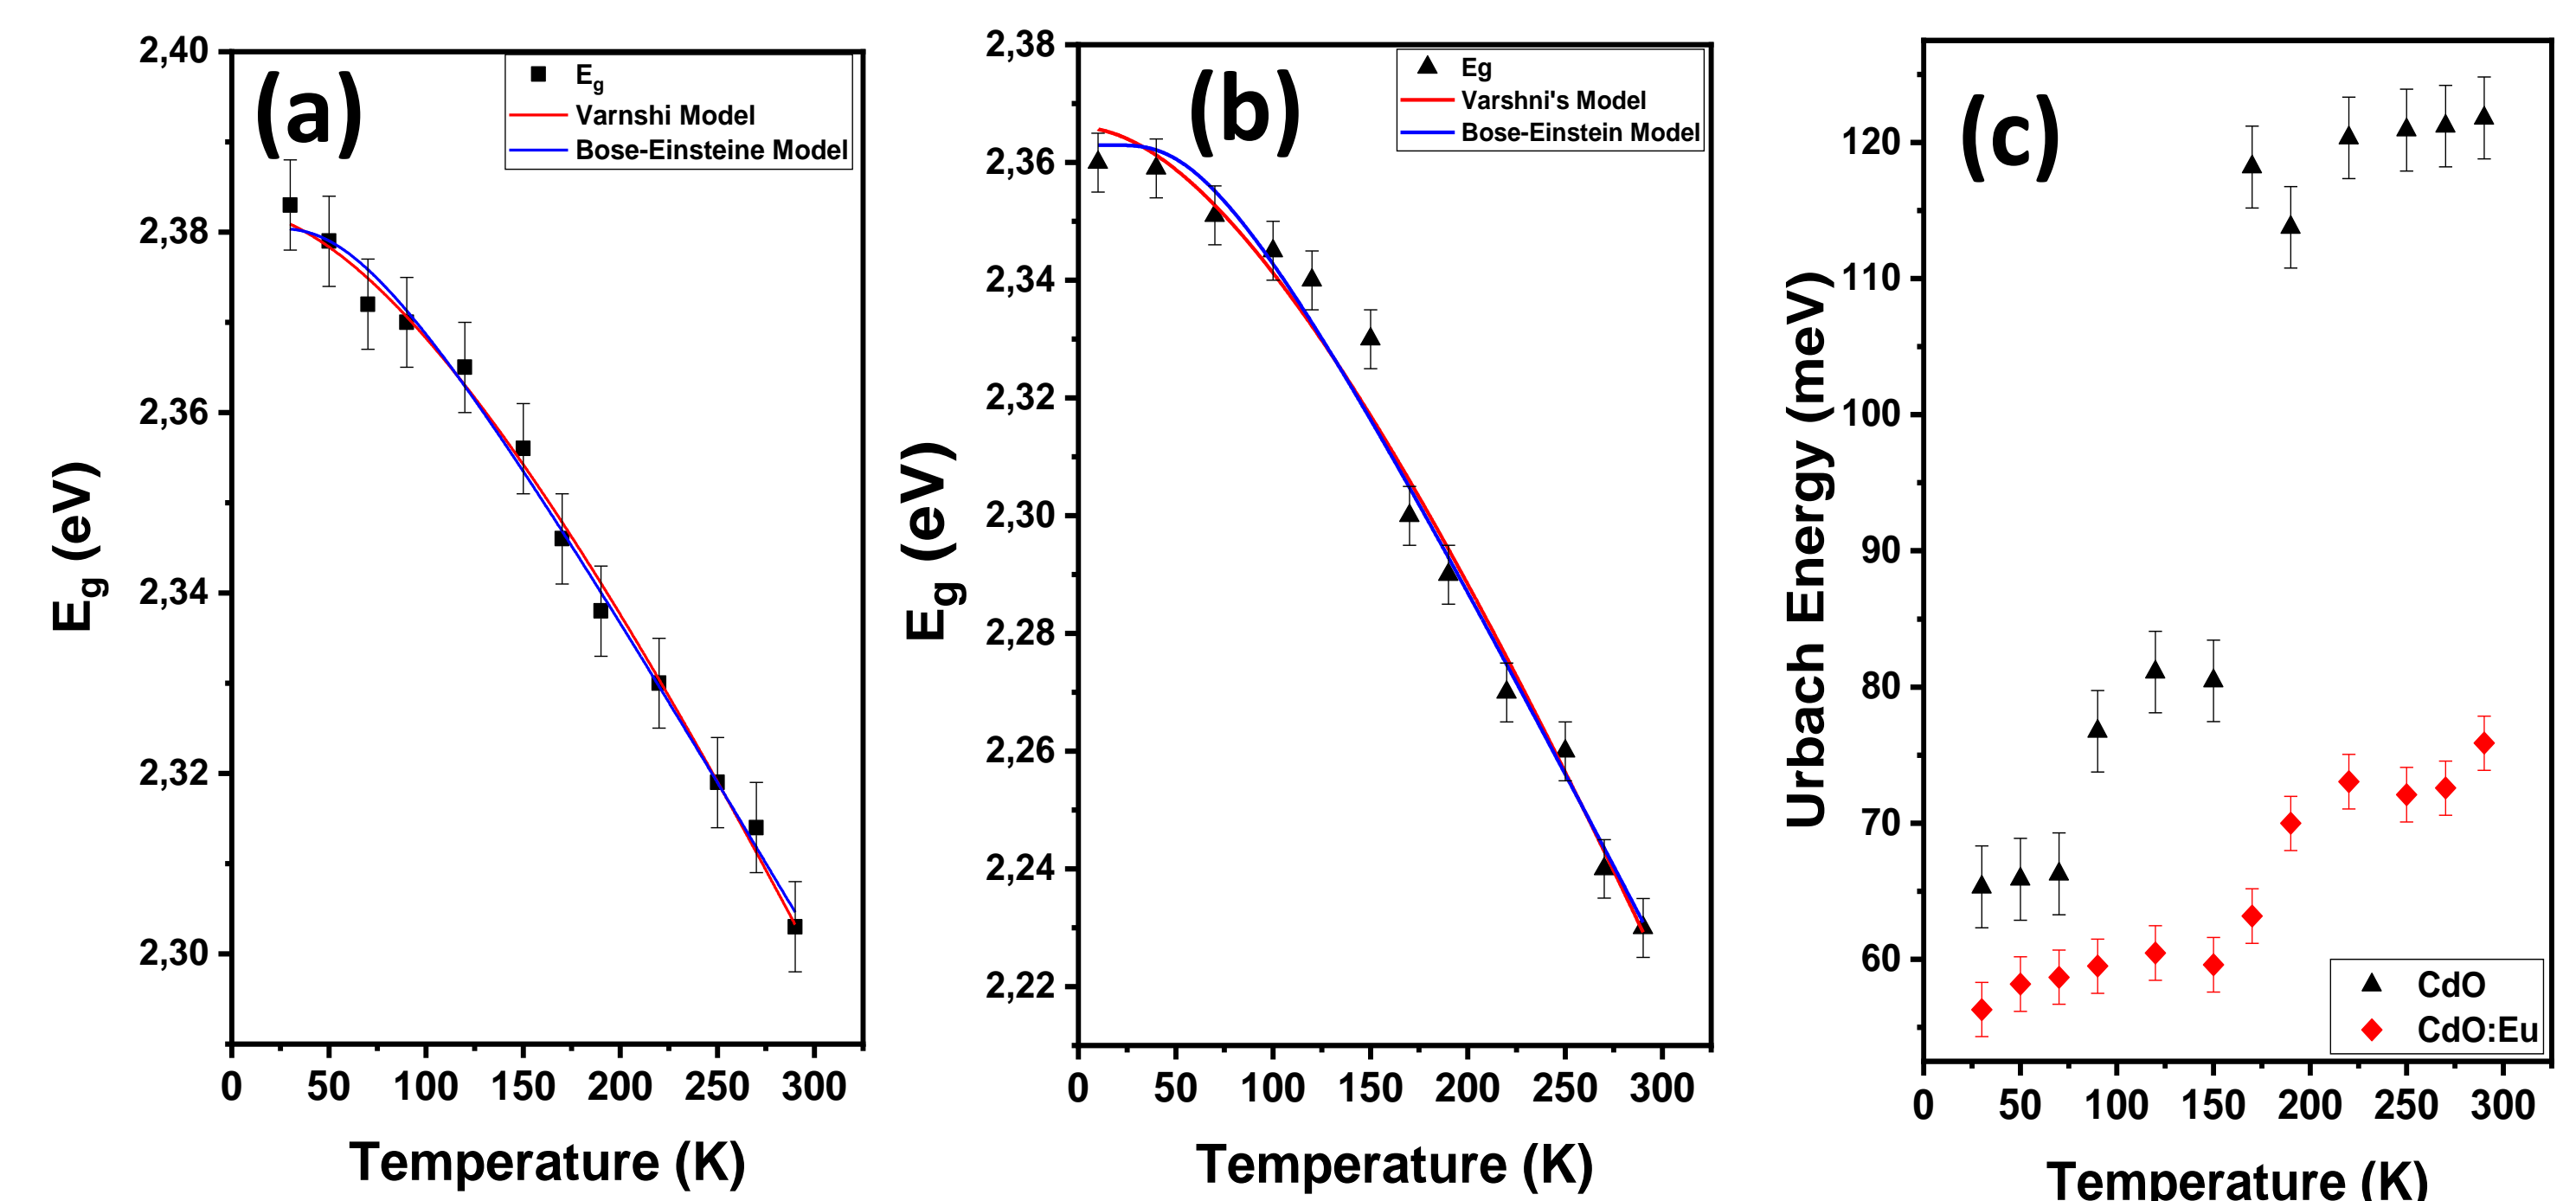 (a)
E_g
Varnshi Model
Bose-Einsteine Model
2,40
2,38
2,36
2,34
2,32
2,30
E_g (eV)
0 50 100 150 200 250 300
Temperature (K)
(b)
Eg
Varshni's Model
Bose-Einstein Model
2,38
2,36
2,34
2,32
2,30
2,28
2,26
2,24
2,22
E_g (eV)
0 50 100 150 200 250 300
Temperature (K)
(c)
120
110
100
90
80
70
60
Urbach Energy (meV)
CdO
CdO:Eu
0 50 100 150 200 250 300
Temperature (K)